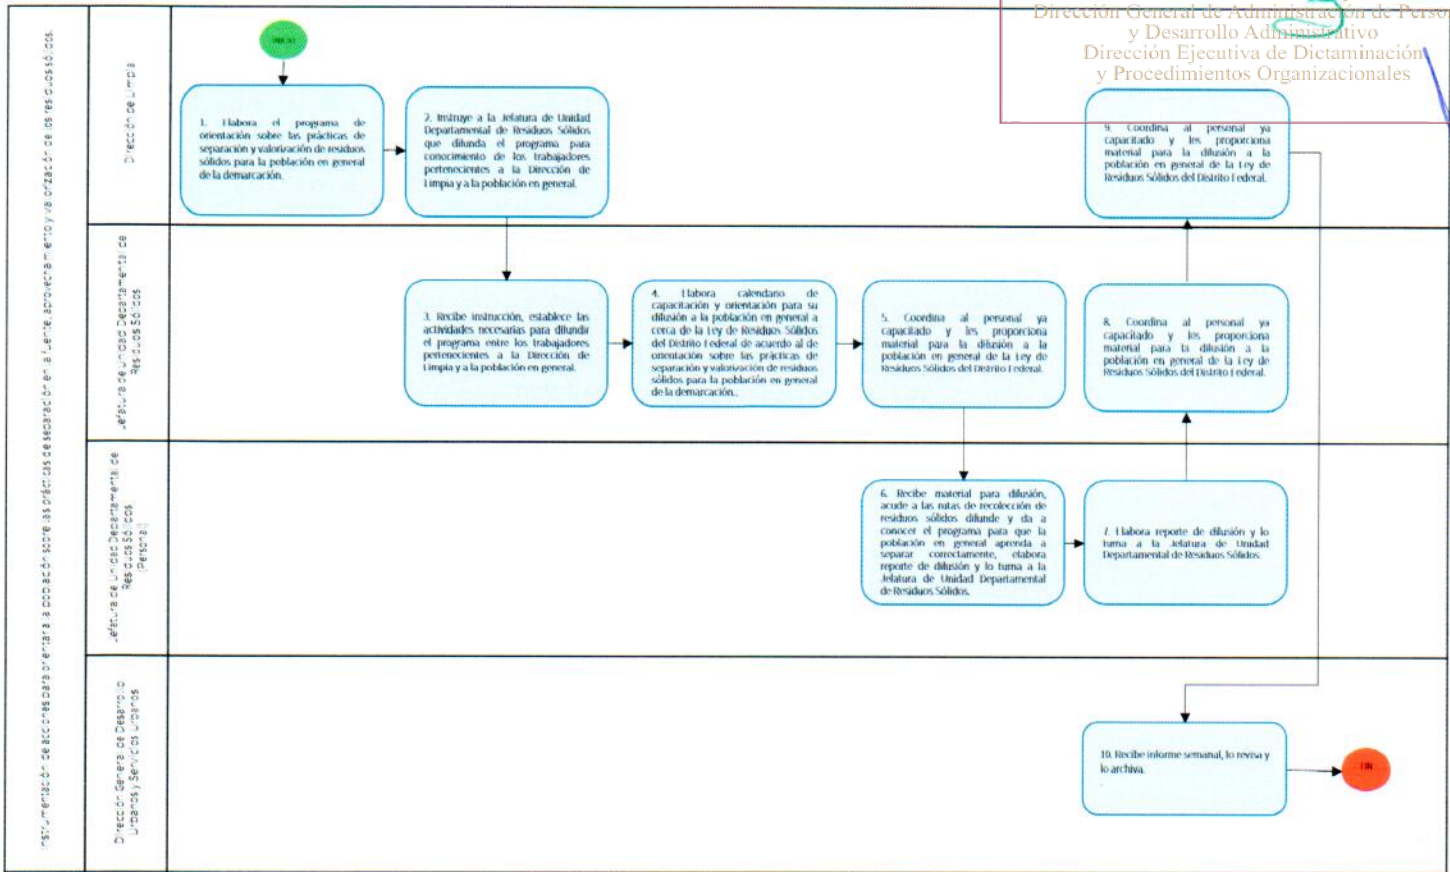 Dirección General de Administración de Perso
y Desarrollo Administrativo
Dirección Ejecutiva de Dictaminación
y Procedimientos Organizacionales
Instrumentación de acciones para orientar a la población sobre las prácticas de separación en la fuente, aprovechamiento y valorización de los residuos sólidos.
Dirección de Limpia
INICIO
1. Elabora el programa de
orientación sobre las prácticas de
separación y valorización de residuos
sólidos para la población en general
de la demarcación.
2. Instruye a la Jefatura de Unidad
Departamental de Residuos Sólidos
que difunda el programa para
conocimiento de los trabajadores
pertenecientes a la Dirección de
Limpia y a la población en general.
9. Coordina al personal ya
capacitado y les proporciona
material para la difusión a la
población en general de la Ley de
Residuos Sólidos del Distrito Federal.
Jefatura de Unidad Departamental de
Residuos Sólidos
3. Recibe instrucción, establece las
actividades necesarias para difundir
el programa entre los trabajadores
pertenecientes a la Dirección de
Limpia y a la población en general.
4. Elabora calendario de
capacitación y orientación para su
difusión a la población en general a
cerca de la Ley de Residuos Sólidos
del Distrito Federal de acuerdo al de
orientación sobre las prácticas de
separación y valorización de residuos
sólidos para la población en general
de la demarcación..
5. Coordina al personal ya
capacitado y les proporciona
material para la difusión a la
población en general de la Ley de
Residuos Sólidos del Distrito Federal.
8. Coordina al personal ya
capacitado y les proporciona
material para la difusión a la
población en general de la Ley de
Residuos Sólidos del Distrito Federal.
Jefatura de Unidad Departamental de
Residuos Sólidos
(Personal)
6. Recibe material para difusión,
acude a las rutas de recolección de
residuos sólidos difunde y da a
conocer el programa para que la
población en general aprenda a
separar correctamente, elabora
reporte de difusión y lo turna a la
Jefatura de Unidad Departamental
de Residuos Sólidos.
7. Elabora reporte de difusión y lo
turna a la Jefatura de Unidad
Departamental de Residuos Sólidos.
Dirección General de Desarrollo
Urbanos y Servicios Urbanos
10. Recibe informe semanal, lo revisa y
lo archiva.
.
FIN